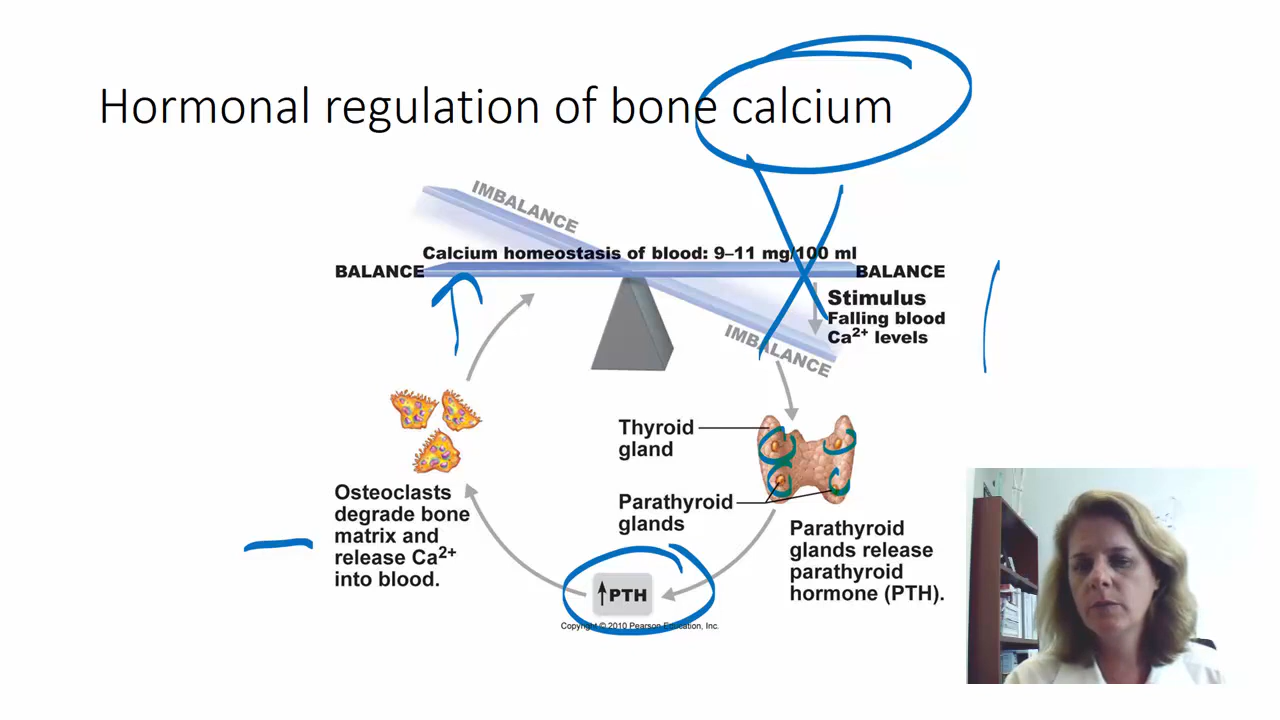 Hormonal regulation of bone calcium
IMBALANCE
Calcium homeostasis of blood: 9–11 mg/100 ml
BALANCE
BALANCE
Stimulus
Falling blood
Ca²⁺ levels
IMBALANCE
Thyroid
gland
Parathyroid
glands
Parathyroid
glands release
parathyroid
hormone (PTH).
↑PTH
Osteoclasts
degrade bone
matrix and
release Ca²⁺
into blood.
Copyright © 2010 Pearson Education, Inc.